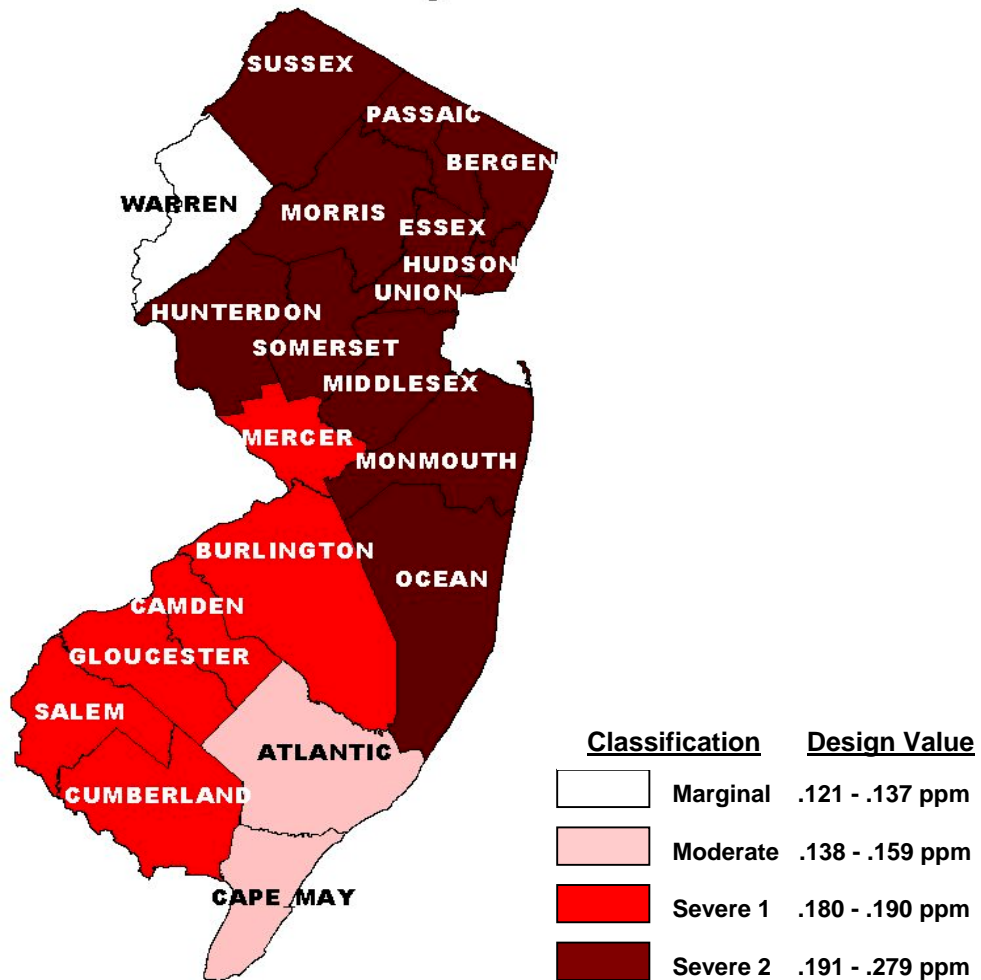 SUSSEX
PASSAIC
BERGEN
WARREN
MORRIS
ESSEX
HUDSON
UNION
HUNTERDON
SOMERSET
MIDDLESEX
MERCER
MONMOUTH
BURLINGTON
OCEAN
CAMDEN
GLOUCESTER
SALEM
ATLANTIC
CUMBERLAND
CAPE MAY
Classification Design Value
Marginal .121 - .137 ppm
Moderate .138 - .159 ppm
Severe 1 .180 - .190 ppm
Severe 2 .191 - .279 ppm